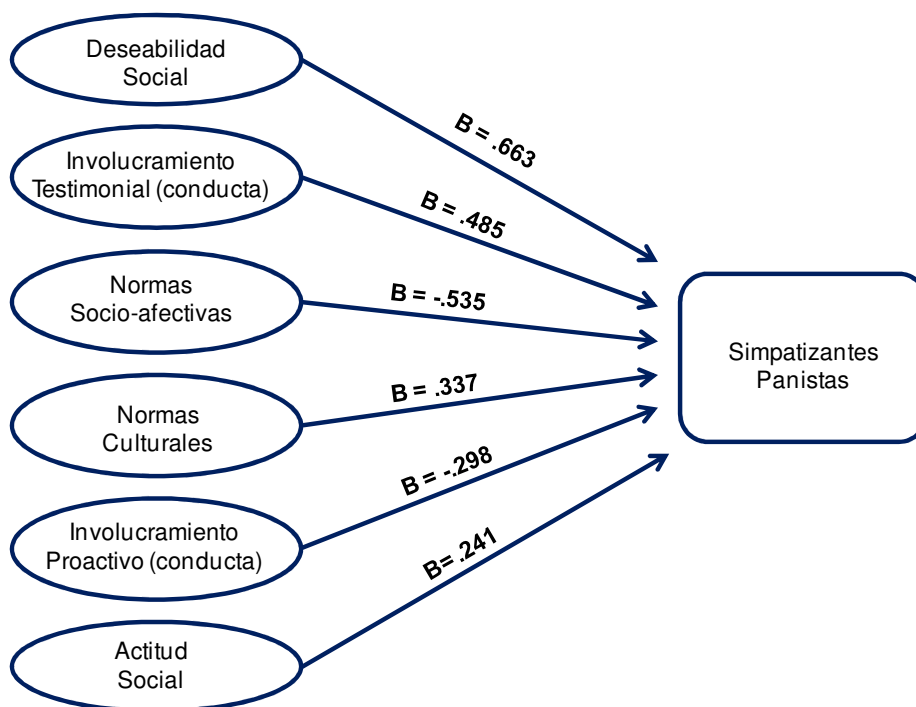 Deseabilidad
Social
B = .663
Involucramiento
Testimonial (conducta)
B = .485
Normas
Socio-afectivas
B = -.535
Simpatizantes
Panistas
Normas
Culturales
B = .337
Involucramiento
Proactivo (conducta)
B = -.298
Actitud
Social
B= .241